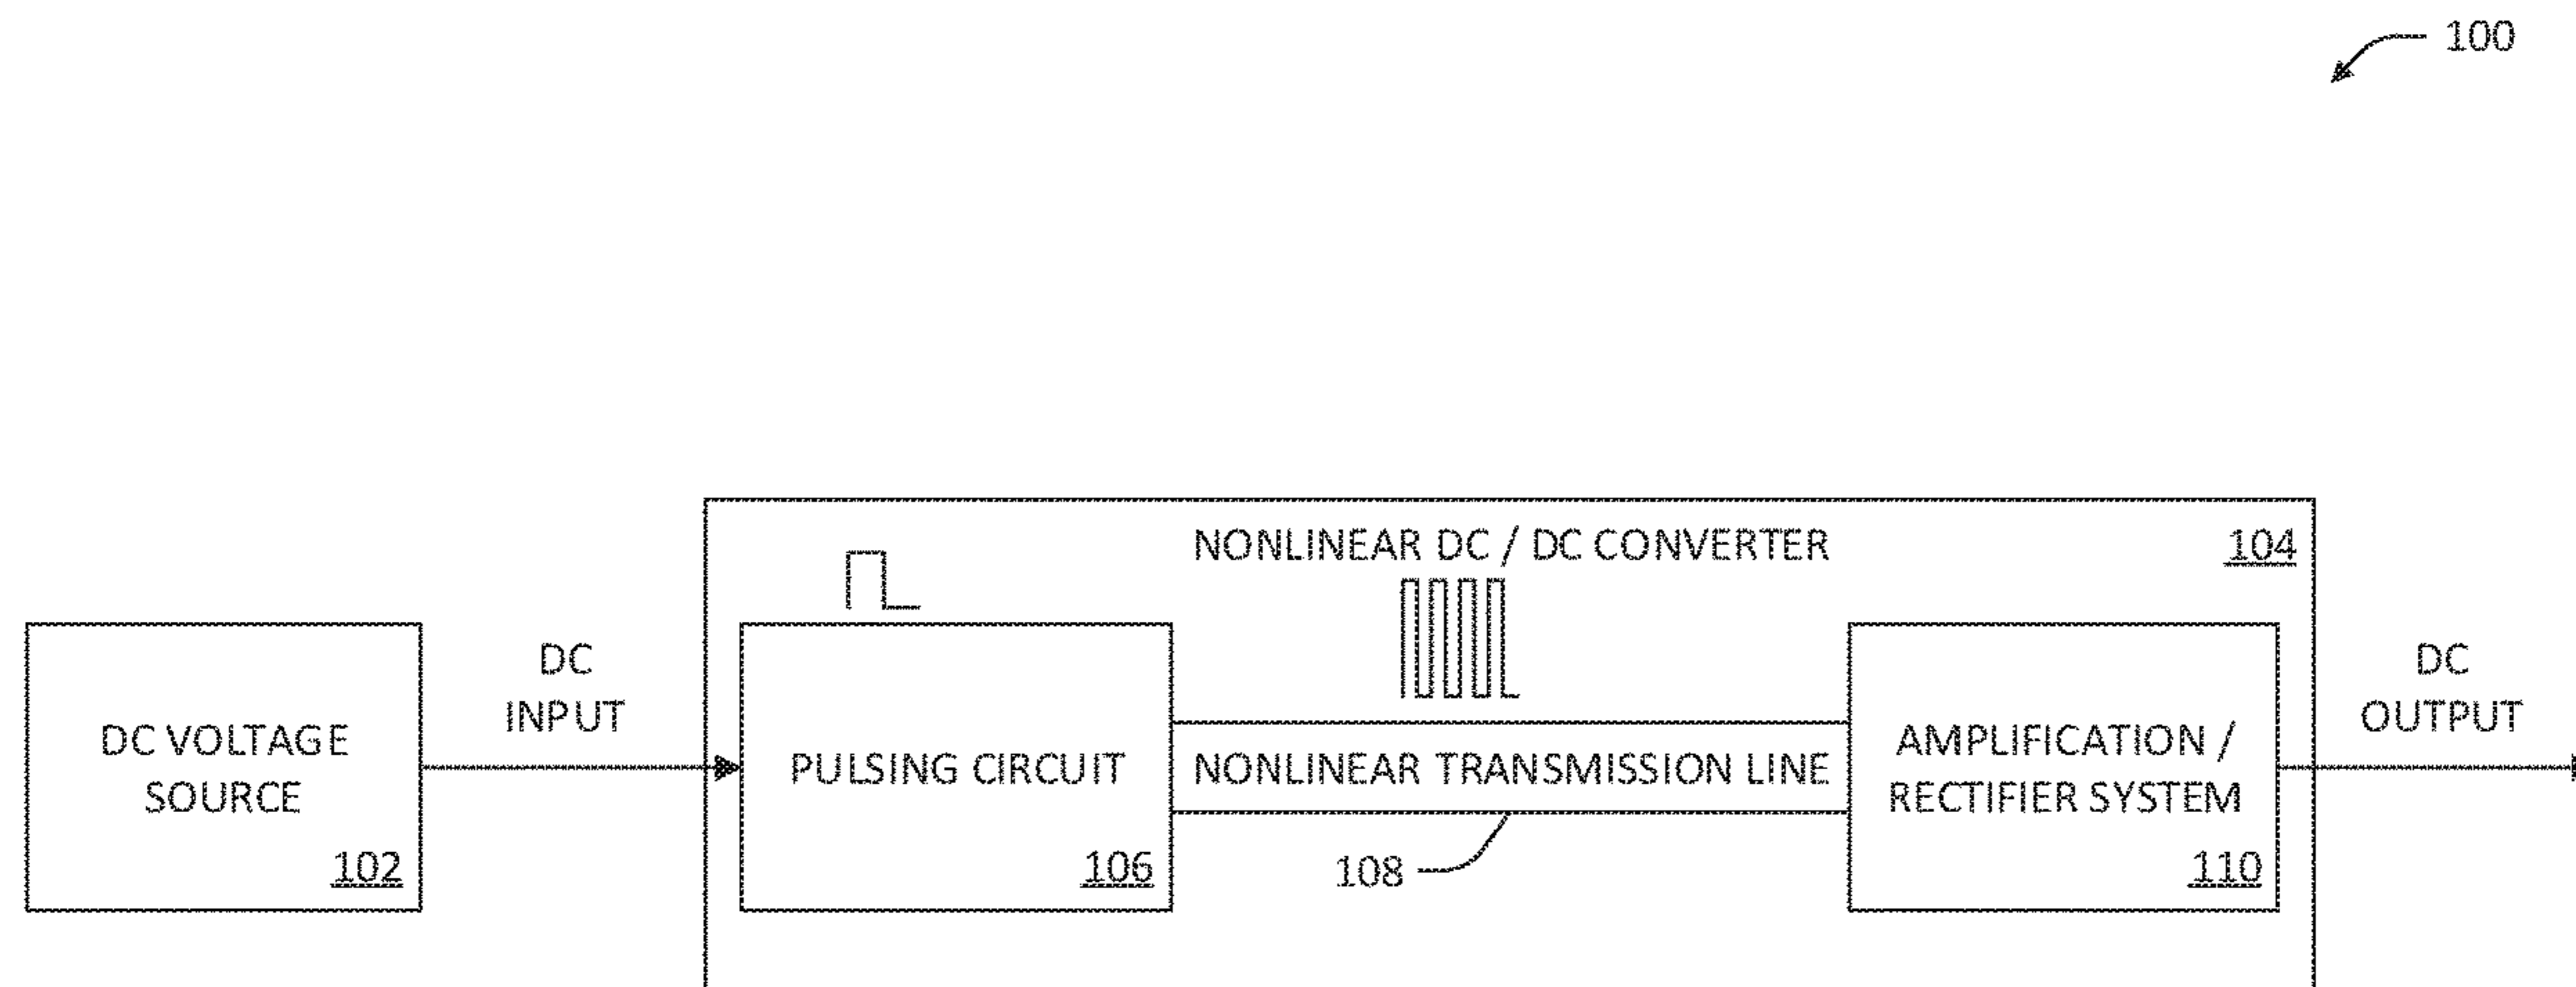 100
NONLINEAR DC / DC CONVERTER
104
DC VOLTAGE
SOURCE
102
DC
INPUT
PULSING CIRCUIT
106
NONLINEAR TRANSMISSION LINE
108
AMPLIFICATION /
RECTIFIER SYSTEM
110
DC
OUTPUT